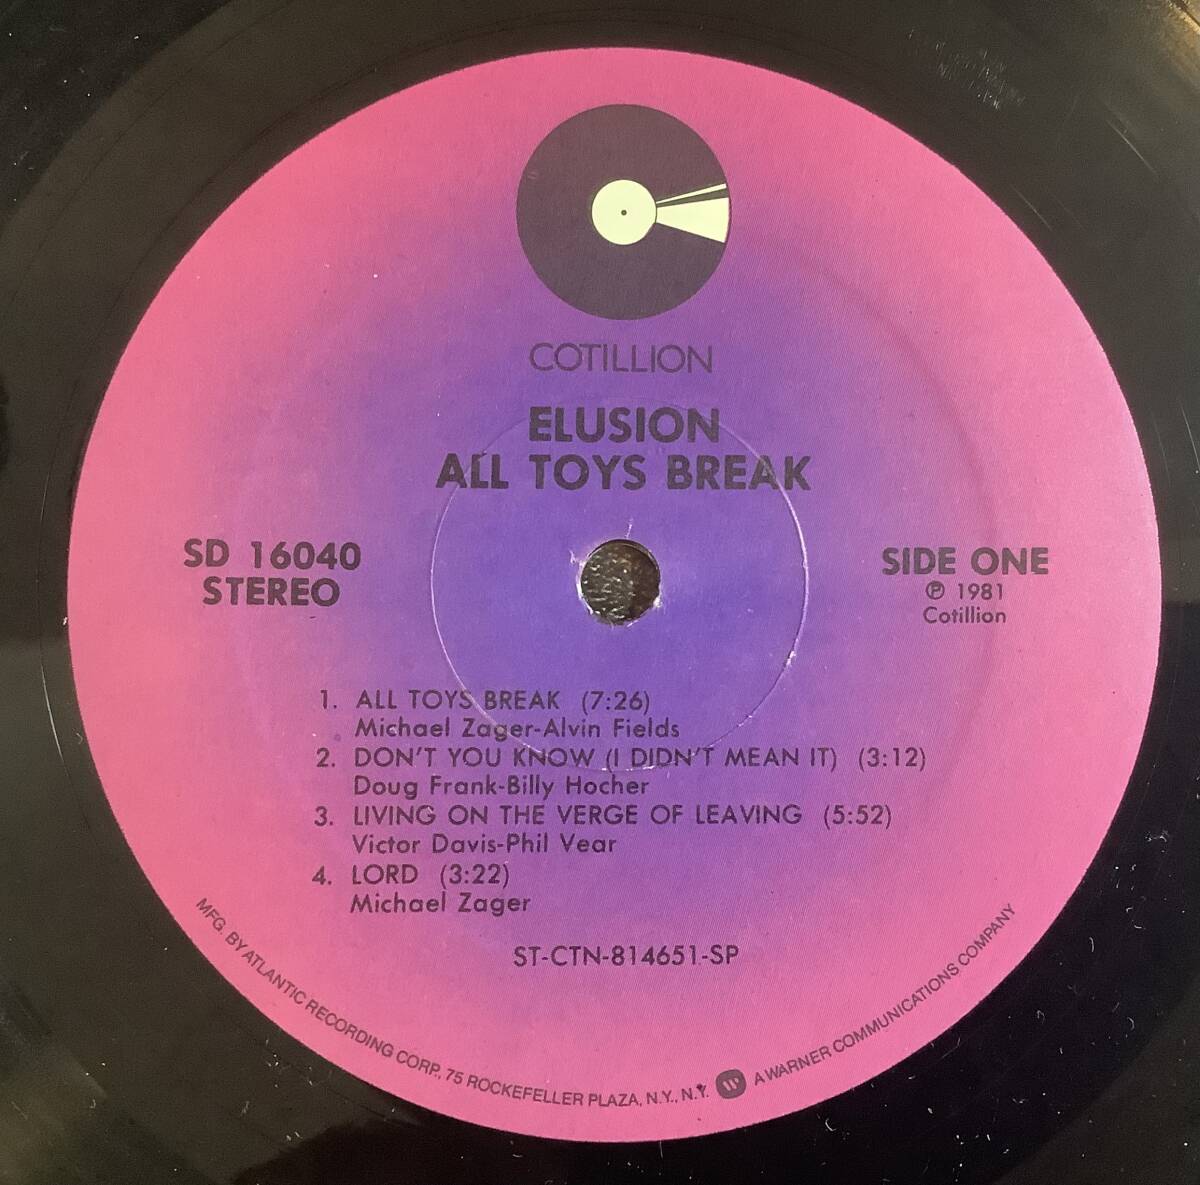 COTILLION
ELUSION
ALL TOYS BREAK
SD 16040
STEREO
SIDE ONE
℗ 1981
Cotillion
1. ALL TOYS BREAK (7:26)
Michael Zager-Alvin Fields
2. DON'T YOU KNOW (I DIDN'T MEAN IT) (3:12)
Doug Frank-Billy Hocher
3. LIVING ON THE VERGE OF LEAVING (5:52)
Victor Davis-Phil Vear
4. LORD (3:22)
Michael Zager
ST-CTN-814651-SP
MFG. BY ATLANTIC RECORDING CORP., 75 ROCKEFELLER PLAZA, N.Y., N.Y. A WARNER COMMUNICATIONS COMPANY